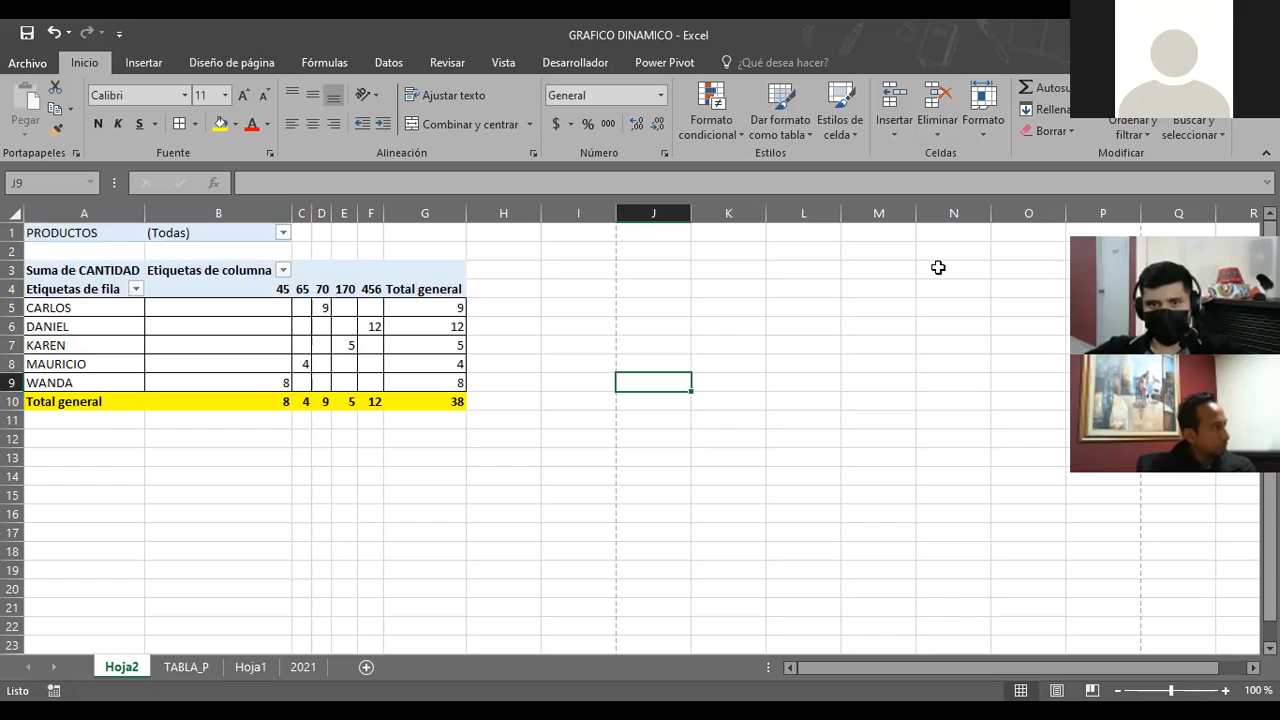 GRAFICO DINAMICO - Excel
Archivo Inicio Insertar Diseño de página Fórmulas Datos Revisar Vista Desarrollador Power Pivot ¿Qué desea hacer?
Pegar
Calibri 11
N K S
Ajustar texto
Combinar y centrar
General
$ % 000
Formato condicional
Dar formato como tabla
Estilos de celda
Insertar Eliminar Formato
Autosu
Rellena
Borrar
Ordenar y filtrar
Buscar y seleccionar
Portapapeles Fuente Alineación Número Estilos Celdas Modificar
J9 fx
A B C D E F G H I J K L M N O P Q R
1 PRODUCTOS (Todas)
2
3 Suma de CANTIDAD Etiquetas de columna
4 Etiquetas de fila 45 65 70 170 456 Total general
5 CARLOS 9 9
6 DANIEL 12 12
7 KAREN 5 5
8 MAURICIO 4 4
9 WANDA 8 8
10 Total general 8 4 9 5 12 38
11
12
13
14
15
16
17
18
19
20
21
22
23
Hoja2 TABLA_P Hoja1 2021
Listo 100 %